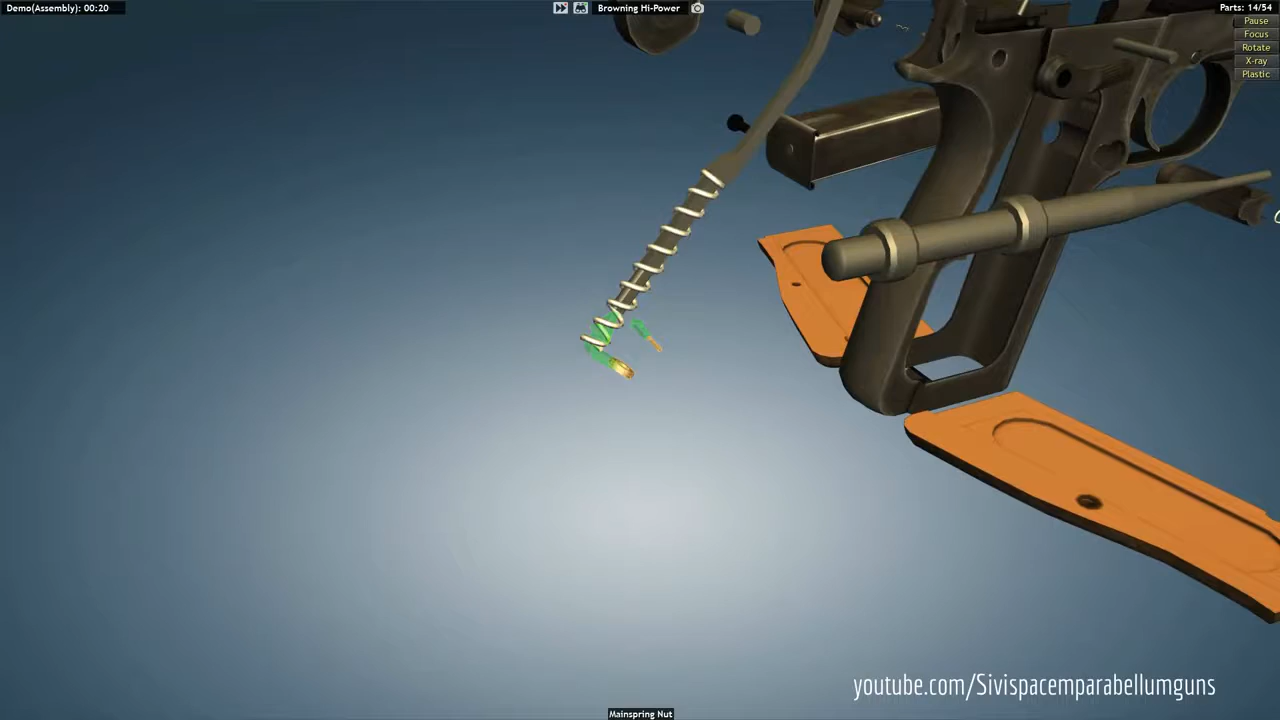 Demo(Assembly): 00:20
Browning Hi-Power
Parts: 14/54
Pause
Focus
Rotate
X-ray
Plastic
youtube.com/Sivispacemparabellumguns
Mainspring Nut